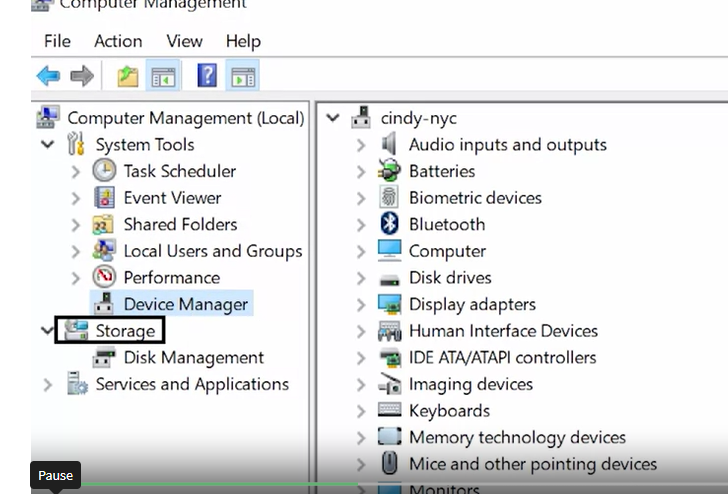 Computer Management
File Action View Help
Computer Management (Local)
System Tools
Task Scheduler
Event Viewer
Shared Folders
Local Users and Groups
Performance
Device Manager
Storage
Disk Management
Services and Applications
cindy-nyc
Audio inputs and outputs
Batteries
Biometric devices
Bluetooth
Computer
Disk drives
Display adapters
Human Interface Devices
IDE ATA/ATAPI controllers
Imaging devices
Keyboards
Memory technology devices
Mice and other pointing devices
Monitors
Pause